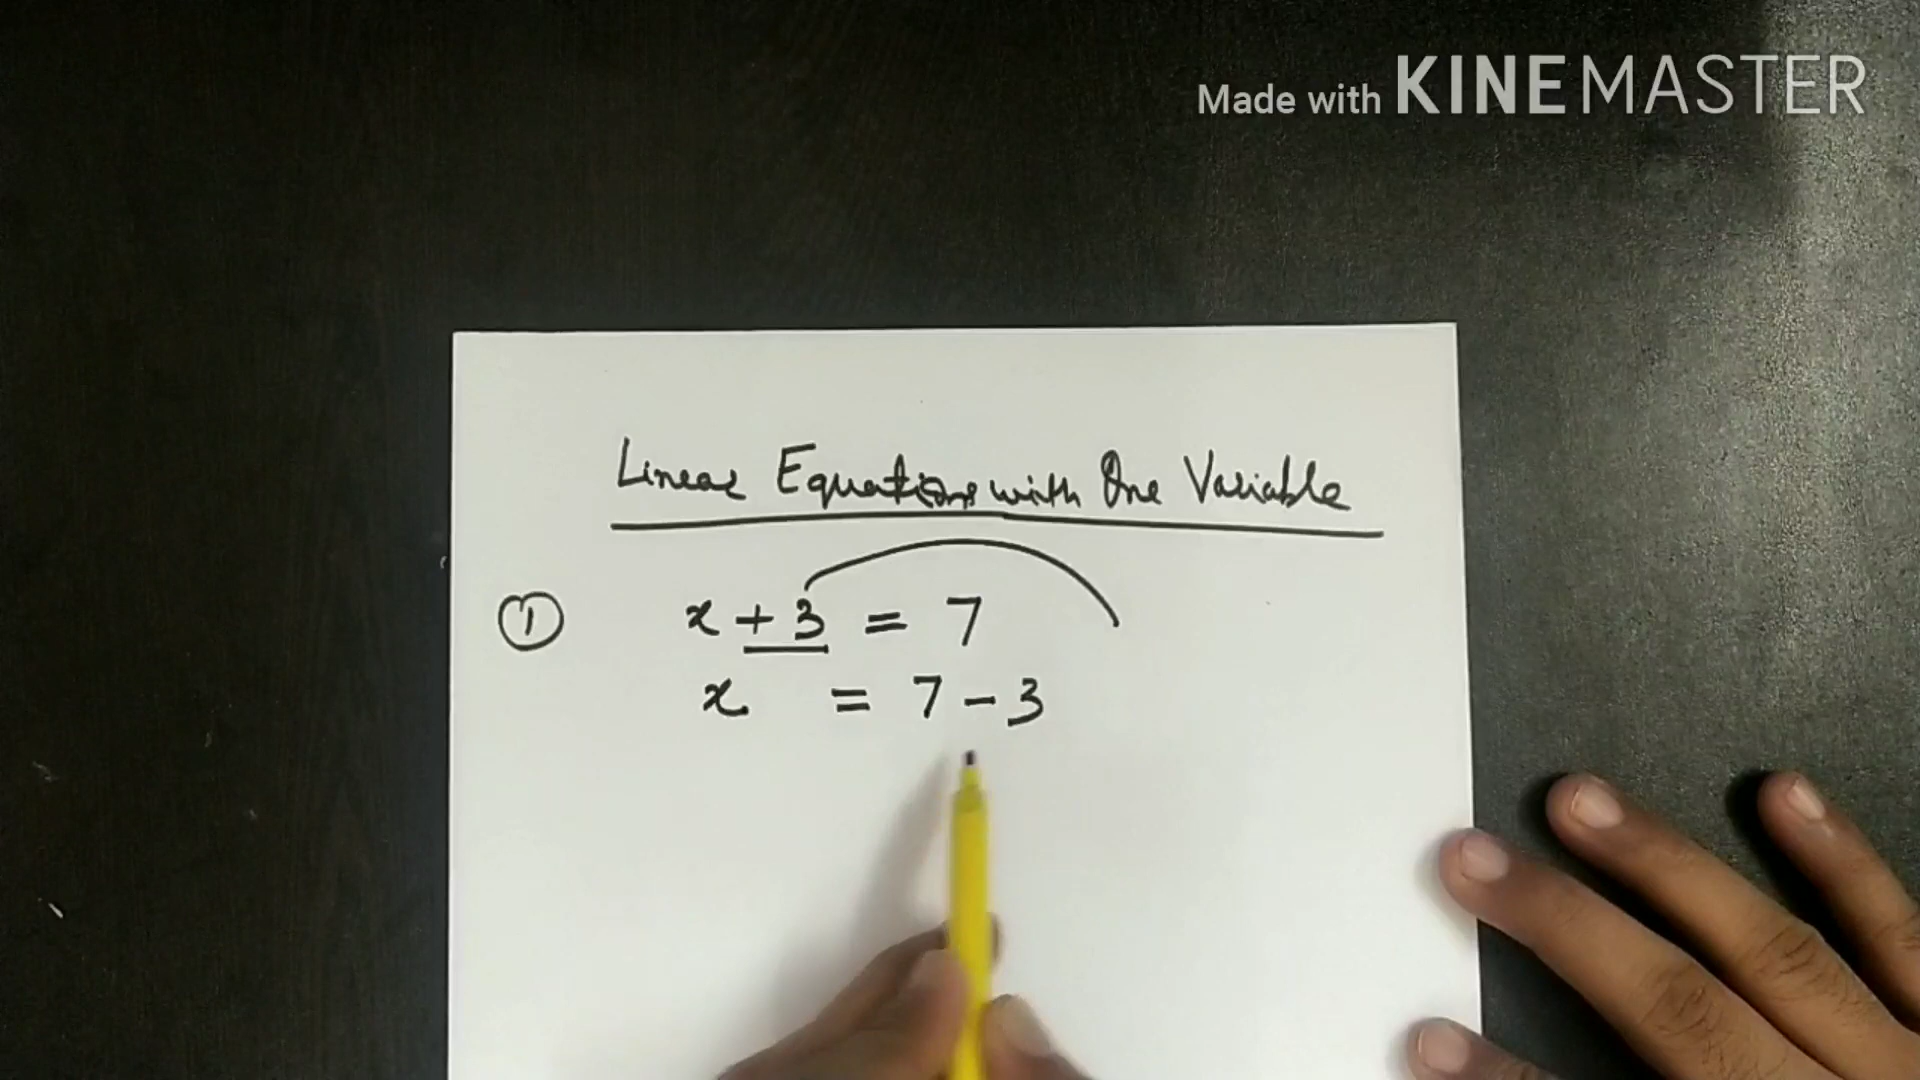 Made with KINEMASTER
Linear Equations with One Variable
① x + 3 = 7
x = 7 - 3